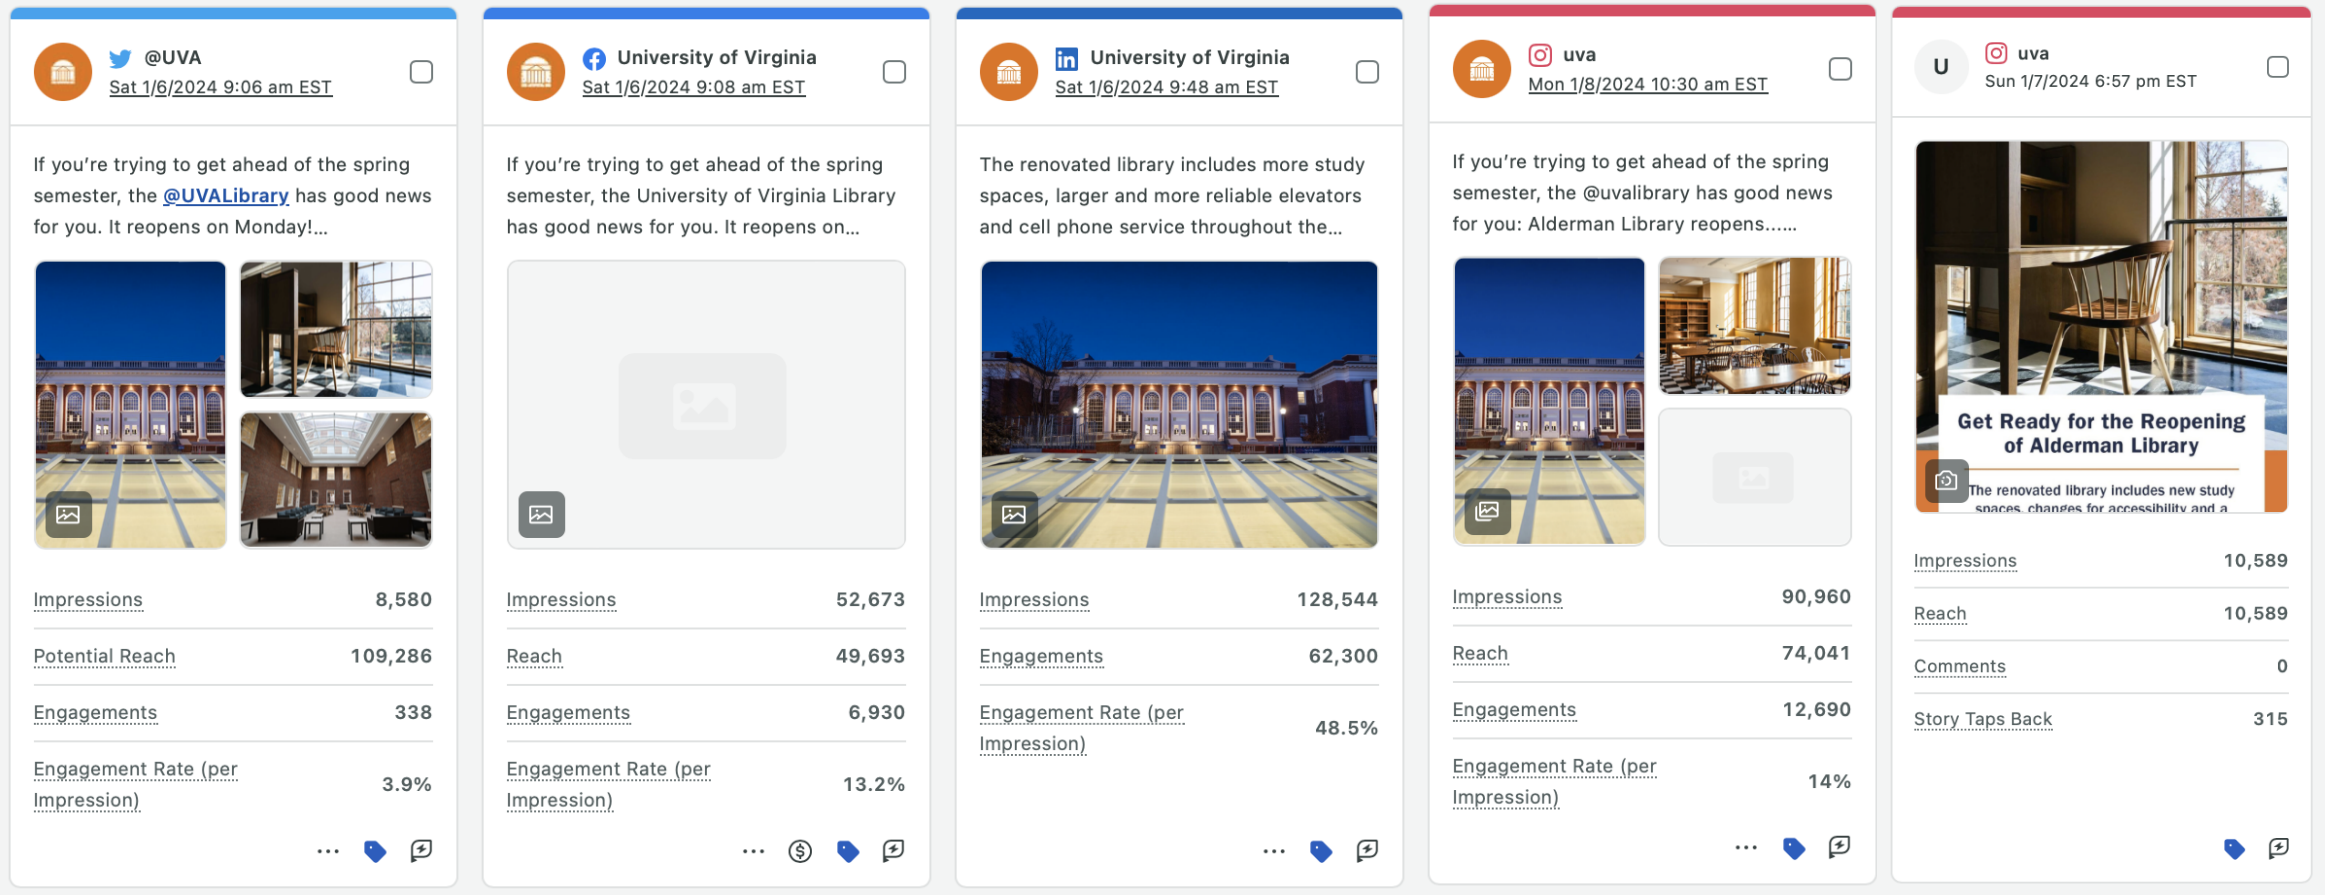 @UVA
Sat 1/6/2024 9:06 am EST
If you’re trying to get ahead of the spring
semester, the @UVALibrary has good news
for you. It reopens on Monday!...
Impressions 8,580
Potential Reach 109,286
Engagements 338
Engagement Rate (per
Impression) 3.9%
University of Virginia
Sat 1/6/2024 9:08 am EST
If you’re trying to get ahead of the spring
semester, the University of Virginia Library
has good news for you. It reopens on...
Impressions 52,673
Reach 49,693
Engagements 6,930
Engagement Rate (per
Impression) 13.2%
University of Virginia
Sat 1/6/2024 9:48 am EST
The renovated library includes more study
spaces, larger and more reliable elevators
and cell phone service throughout the...
Impressions 128,544
Engagements 62,300
Engagement Rate (per
Impression) 48.5%
uva
Mon 1/8/2024 10:30 am EST
If you’re trying to get ahead of the spring
semester, the @uvalibrary has good news
for you: Alderman Library reopens......
Impressions 90,960
Reach 74,041
Engagements 12,690
Engagement Rate (per
Impression) 14%
U
uva
Sun 1/7/2024 6:57 pm EST
Get Ready for the Reopening
of Alderman Library
The renovated library includes new study
spaces, changes for accessibility and a
Impressions 10,589
Reach 10,589
Comments 0
Story Taps Back 315